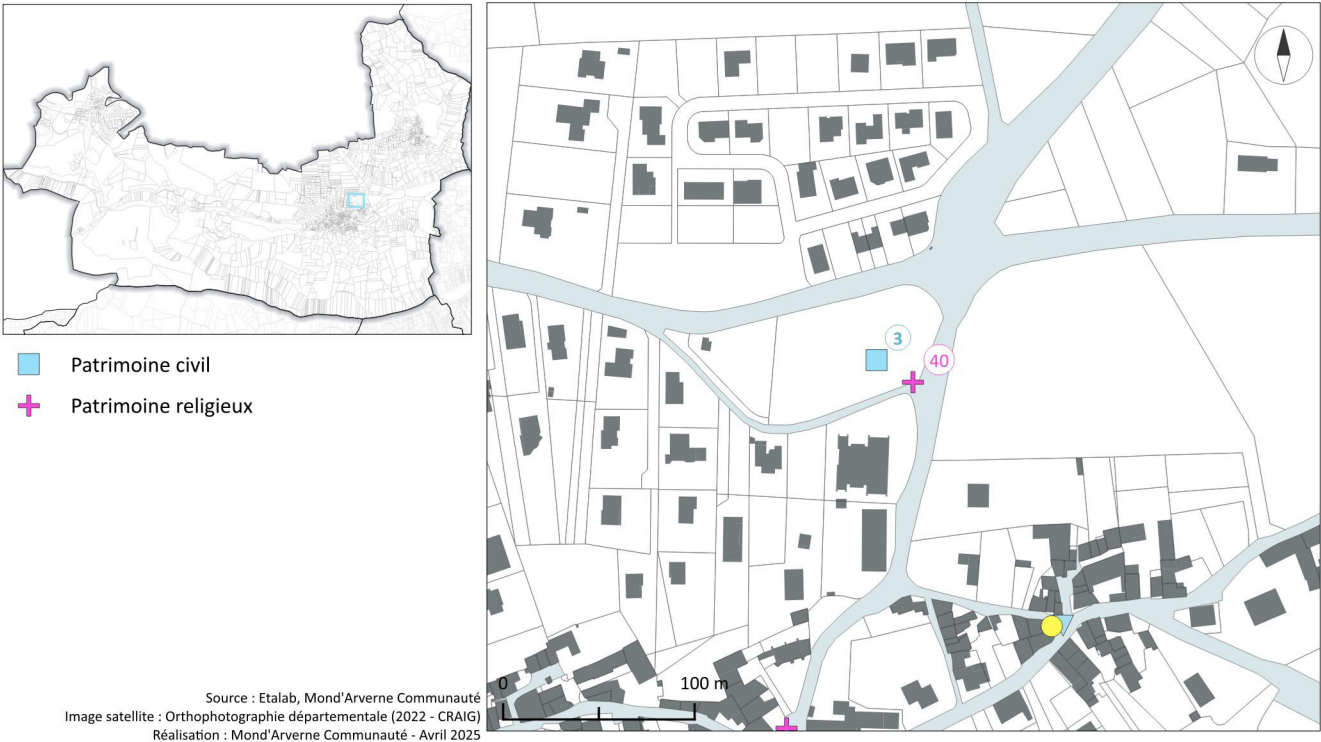 Patrimoine civil
Patrimoine religieux
3
40
0
100 m
Source : Etalab, Mond'Arverne Communauté
Image satellite : Orthophotographie départementale (2022 - CRAIG)
Réalisation : Mond'Arverne Communauté - Avril 2025